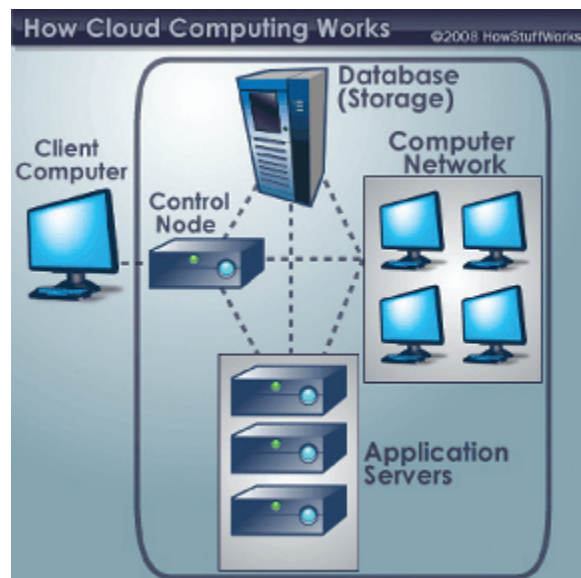 How Cloud Computing Works
©2008 HowStuffWorks
Database
(Storage)
Client
Computer
Computer
Network
Control
Node
Application
Servers